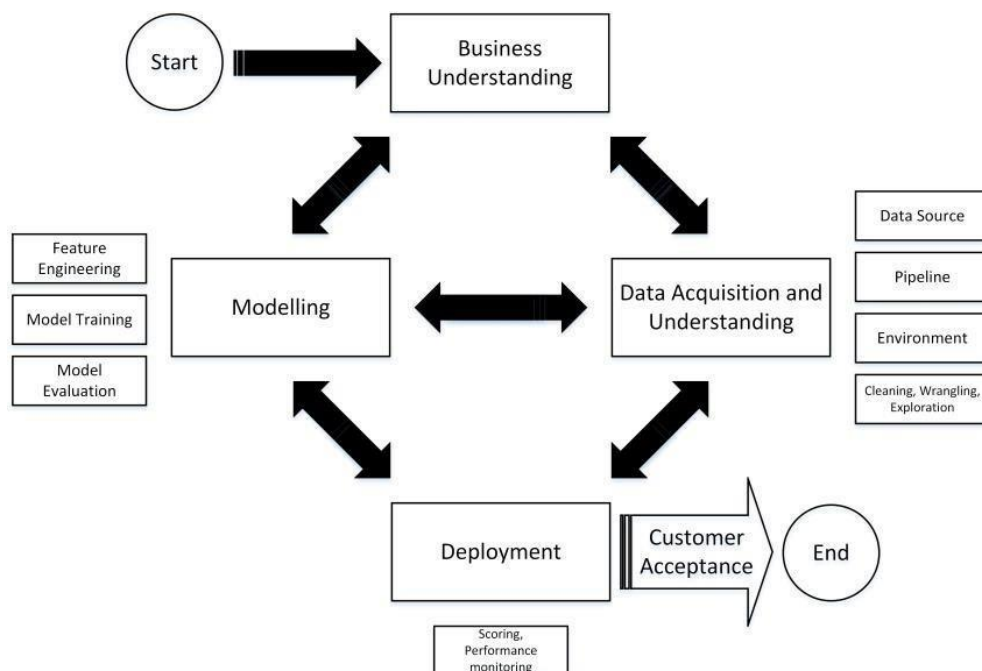 Start
Business
Understanding
Feature
Engineering
Model Training
Model
Evaluation
Modelling
Data Acquisition and
Understanding
Data Source
Pipeline
Environment
Cleaning, Wrangling,
Exploration
Deployment
Customer
Acceptance
End
Scoring,
Performance
monitoring